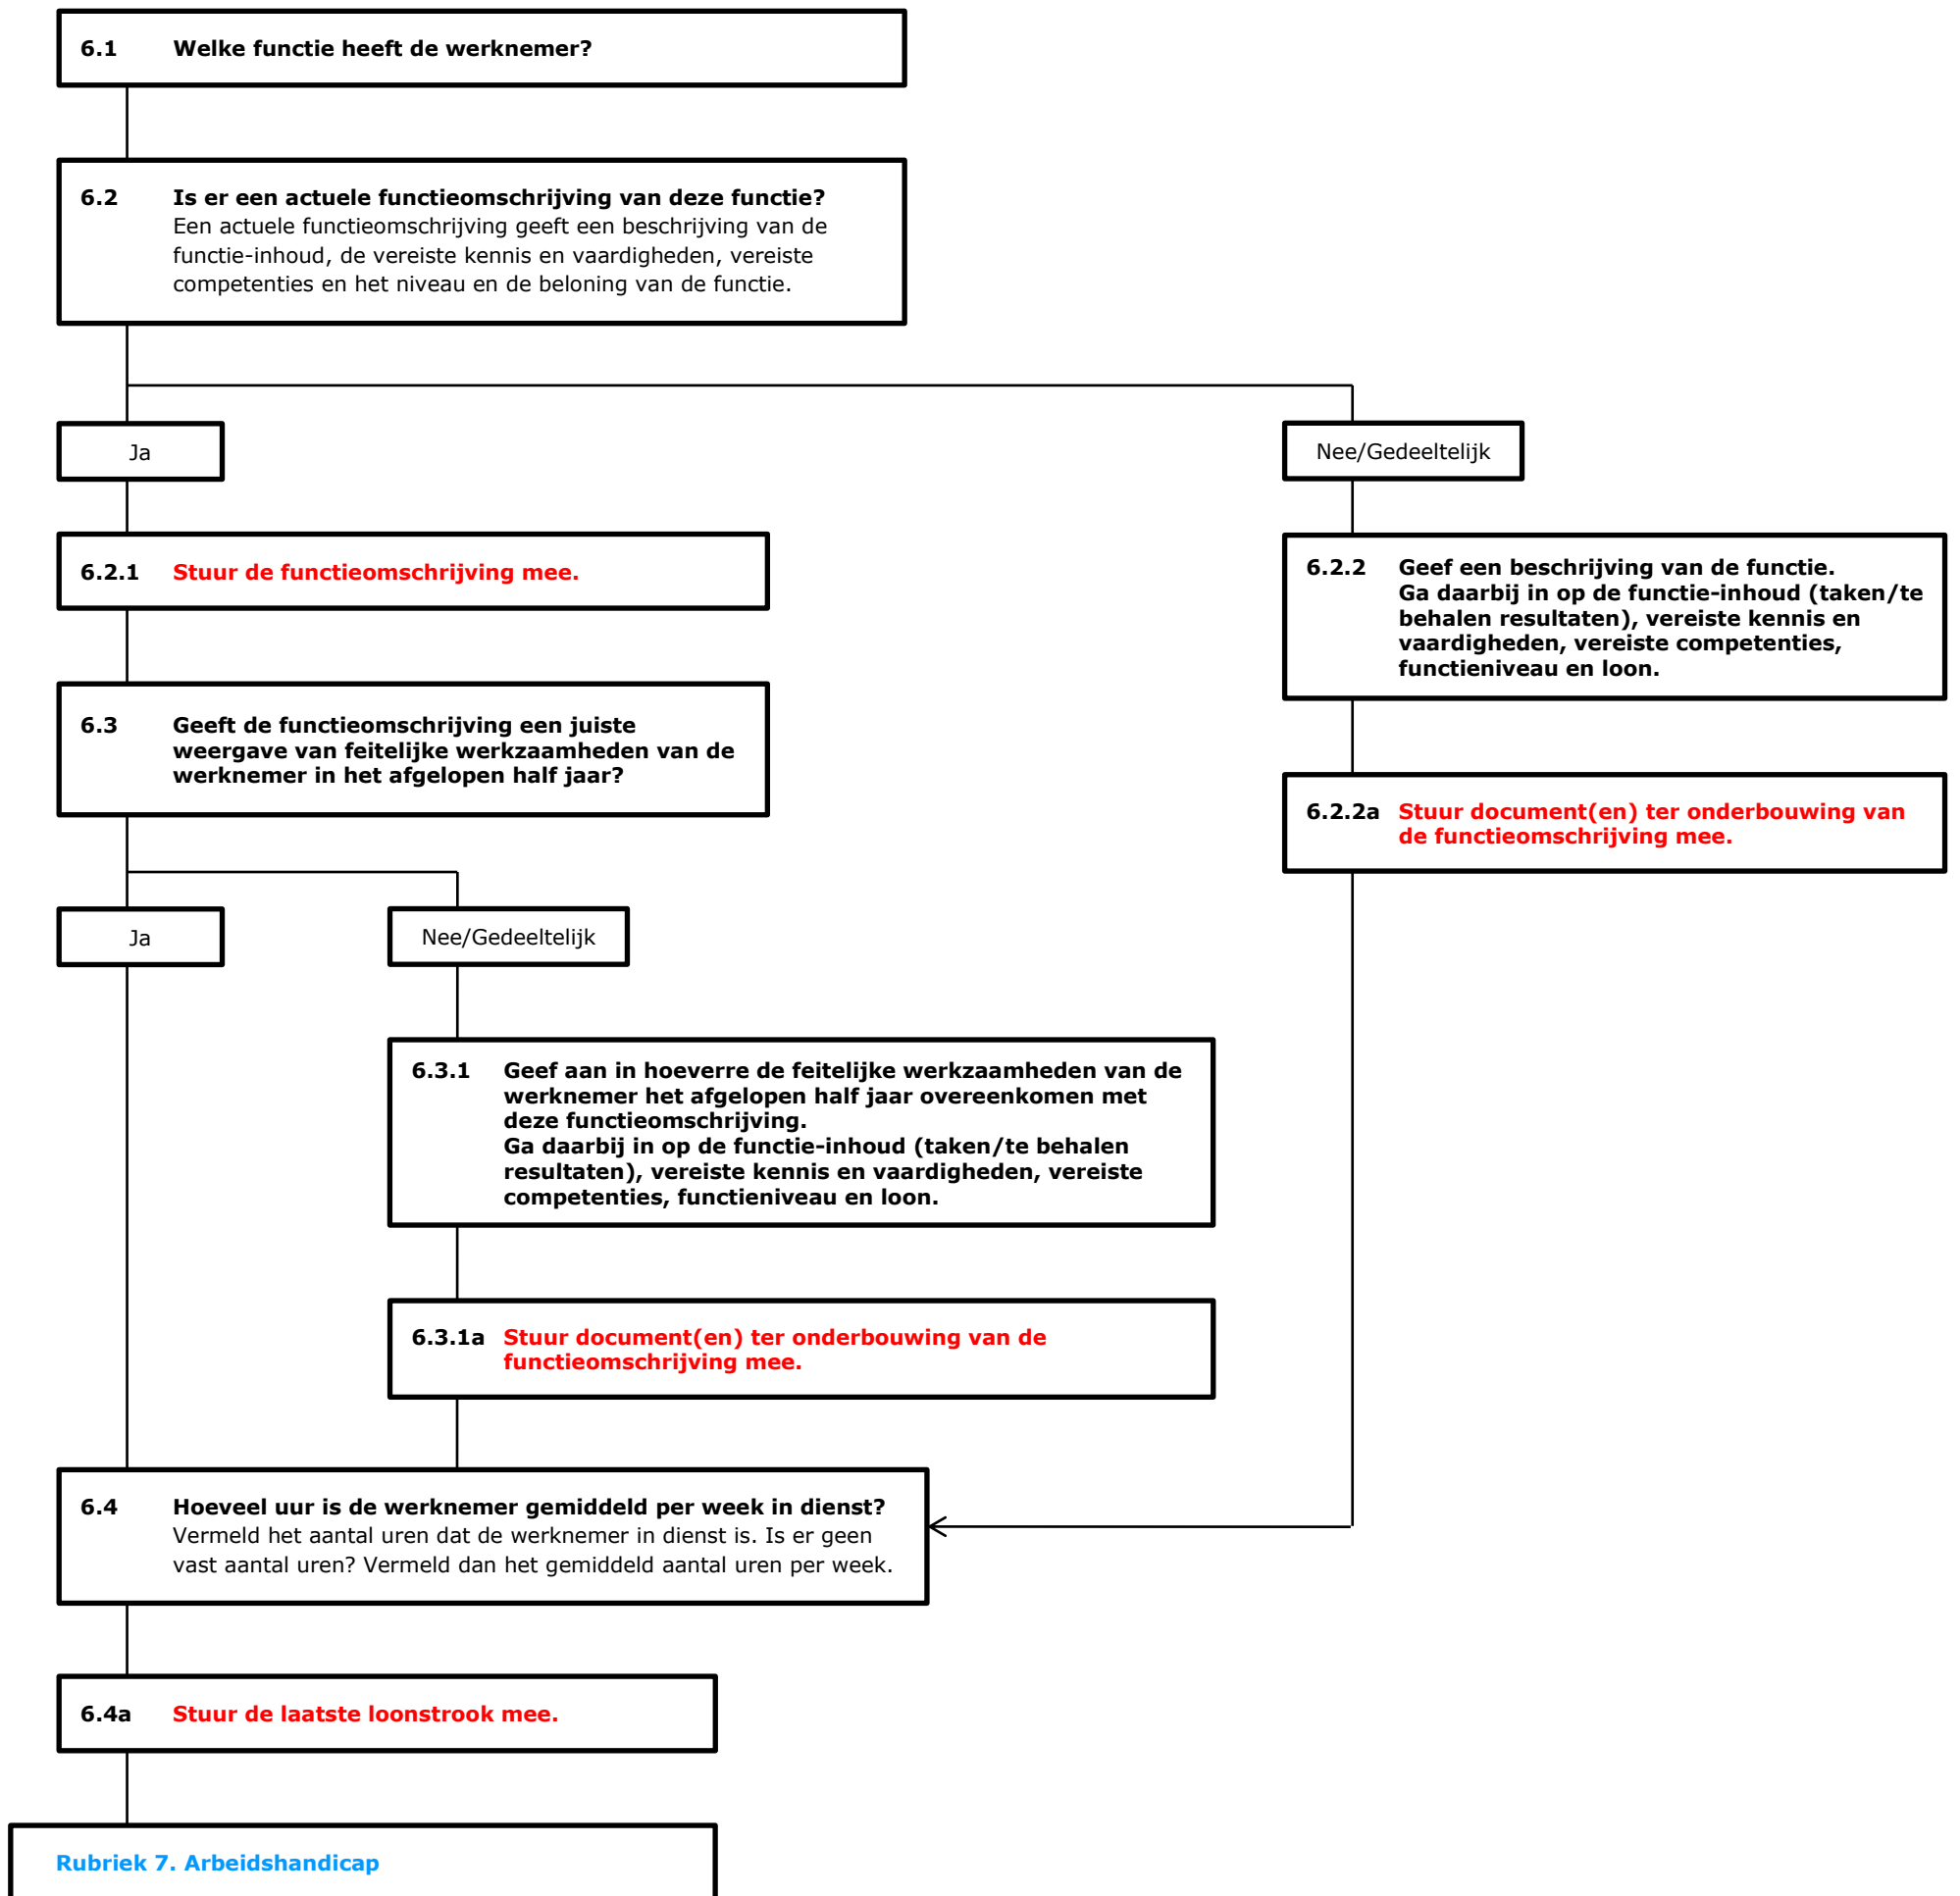 6.1 Welke functie heeft de werknemer?
6.2 Is er een actuele functieomschrijving van deze functie?
Een actuele functieomschrijving geeft een beschrijving van de
functie-inhoud, de vereiste kennis en vaardigheden, vereiste
competenties en het niveau en de beloning van de functie.
Ja
Nee/Gedeeltelijk
6.2.1 Stuur de functieomschrijving mee.
6.2.2 Geef een beschrijving van de functie.
Ga daarbij in op de functie-inhoud (taken/te
behalen resultaten), vereiste kennis en
vaardigheden, vereiste competenties,
functieniveau en loon.
6.3 Geeft de functieomschrijving een juiste
weergave van feitelijke werkzaamheden van de
werknemer in het afgelopen half jaar?
6.2.2a Stuur document(en) ter onderbouwing van
de functieomschrijving mee.
Ja
Nee/Gedeeltelijk
6.3.1 Geef aan in hoeverre de feitelijke werkzaamheden van de
werknemer het afgelopen half jaar overeenkomen met
deze functieomschrijving.
Ga daarbij in op de functie-inhoud (taken/te behalen
resultaten), vereiste kennis en vaardigheden, vereiste
competenties, functieniveau en loon.
6.3.1a Stuur document(en) ter onderbouwing van de
functieomschrijving mee.
6.4 Hoeveel uur is de werknemer gemiddeld per week in dienst?
Vermeld het aantal uren dat de werknemer in dienst is. Is er geen
vast aantal uren? Vermeld dan het gemiddeld aantal uren per week.
6.4a Stuur de laatste loonstrook mee.
Rubriek 7. Arbeidshandicap